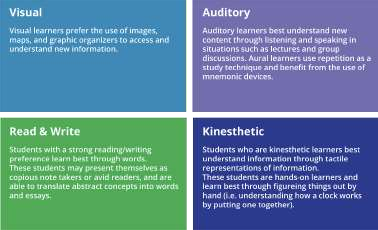 Visual
Visual learners prefer the use of images,
maps, and graphic organizers to access and
understand new information.
Auditory
Auditory learners best understand new
content through listening and speaking in
situations such as lectures and group
discussions. Aural learners use repetition as a
study technique and benefit from the use of
mnemonic devices.
Read & Write
Students with a strong reading/writing
preference learn best through words.
These students may present themselves as
copious note takers or avid readers, and are
able to translate abstract concepts into words
and essays.
Kinesthetic
Students who are kinesthetic learners best
understand information through tactile
representations of information.
These students are hands-on learners and
learn best through figureing things out by
hand (i.e. understanding how a clock works
by putting one together).